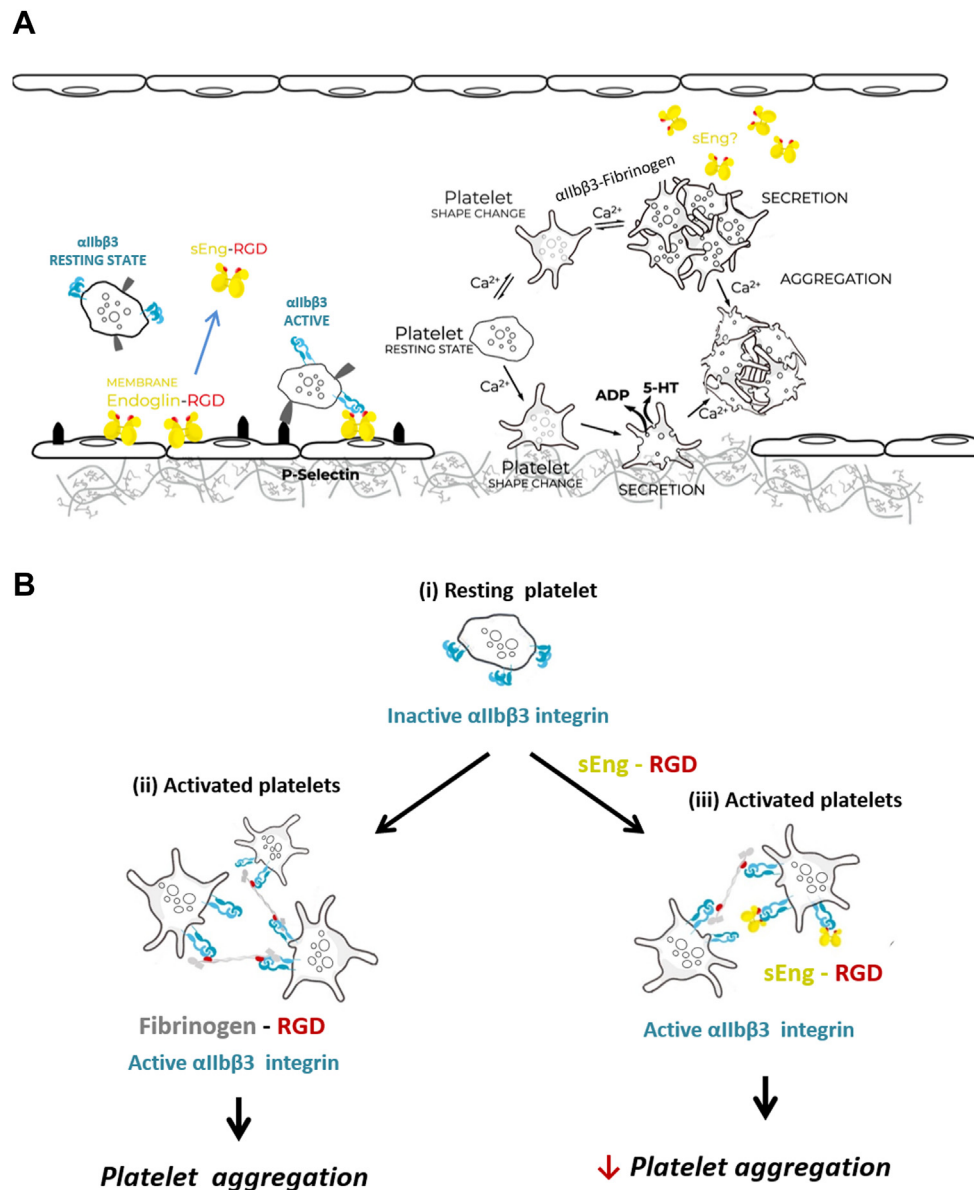 A
sEng?
αIIbβ3-Fibrinogen
Platelet
SHAPE CHANGE
Ca²⁺
SECRETION
αIIbβ3
RESTING STATE
sEng-RGD
αIIbβ3
ACTIVE
Ca²⁺
AGGREGATION
Ca²⁺
Platelet
RESTING STATE
MEMBRANE
Endoglin-RGD
Ca²⁺
ADP
5-HT
Ca²⁺
P-Selectin
Platelet
SHAPE CHANGE
SECRETION
B
(i) Resting platelet
Inactive αIIbβ3 integrin
sEng - RGD
(ii) Activated platelets
(iii) Activated platelets
sEng - RGD
Fibrinogen - RGD
Active αIIbβ3 integrin
Active αIIbβ3 integrin
Platelet aggregation
↓ Platelet aggregation